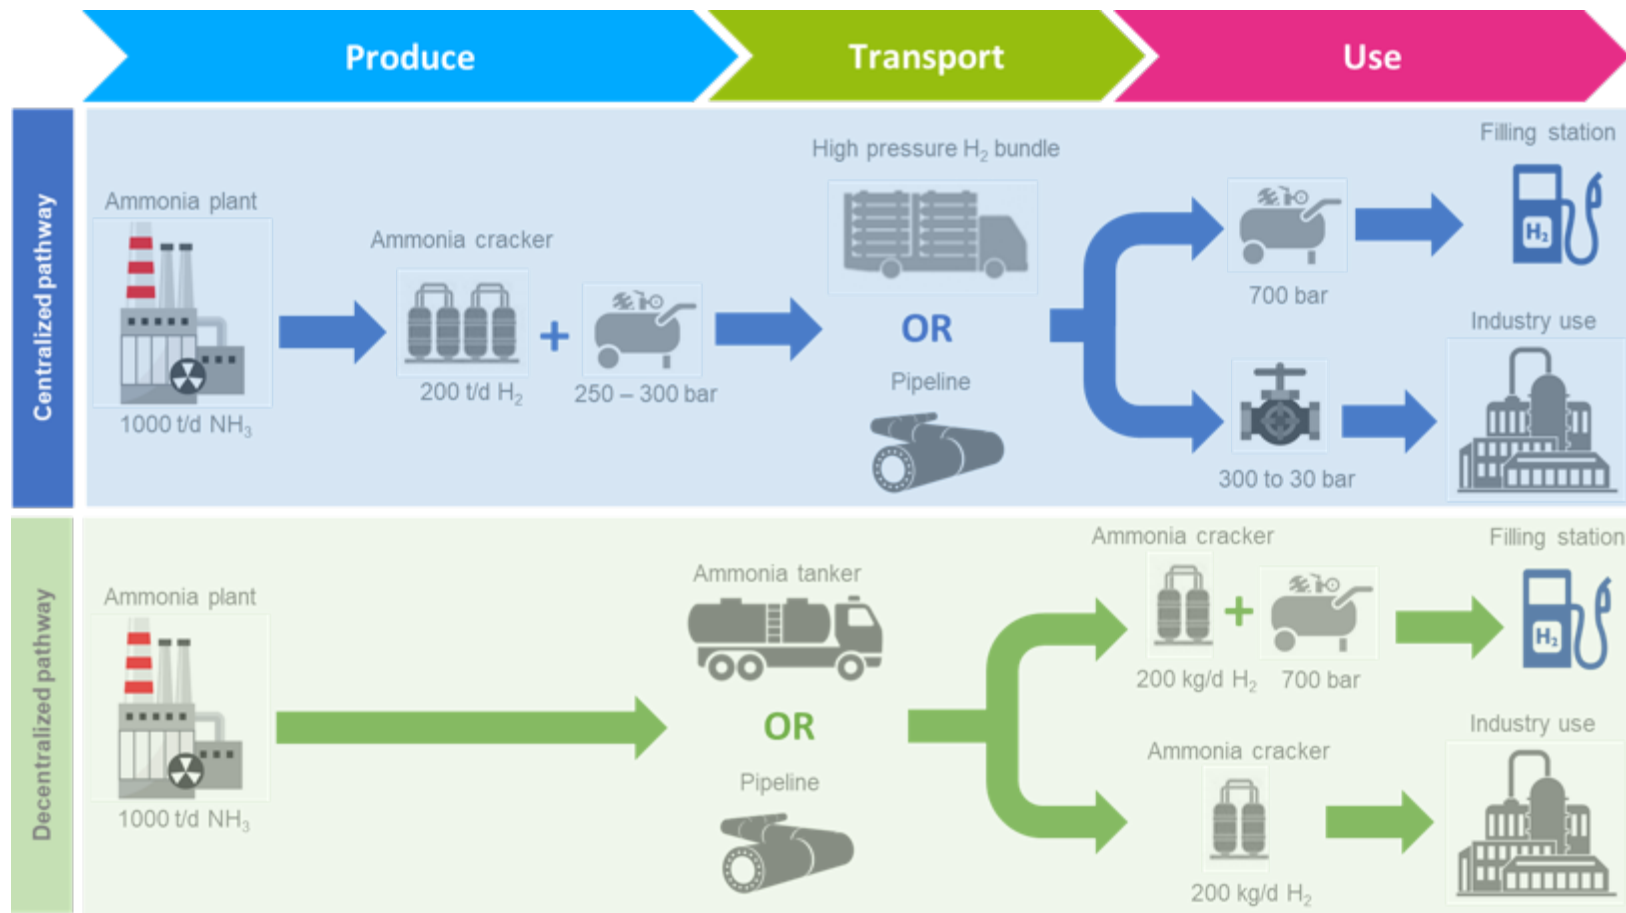 Produce
Transport
Use
Centralized pathway
Ammonia plant
1000 t/d NH₃
Ammonia cracker
200 t/d H₂
+
250 – 300 bar
High pressure H₂ bundle
OR
Pipeline
700 bar
Filling station
H₂
300 to 30 bar
Industry use
Decentralized pathway
Ammonia plant
1000 t/d NH₃
Ammonia tanker
OR
Pipeline
Ammonia cracker
+
200 kg/d H₂
700 bar
Filling station
H₂
Ammonia cracker
200 kg/d H₂
Industry use